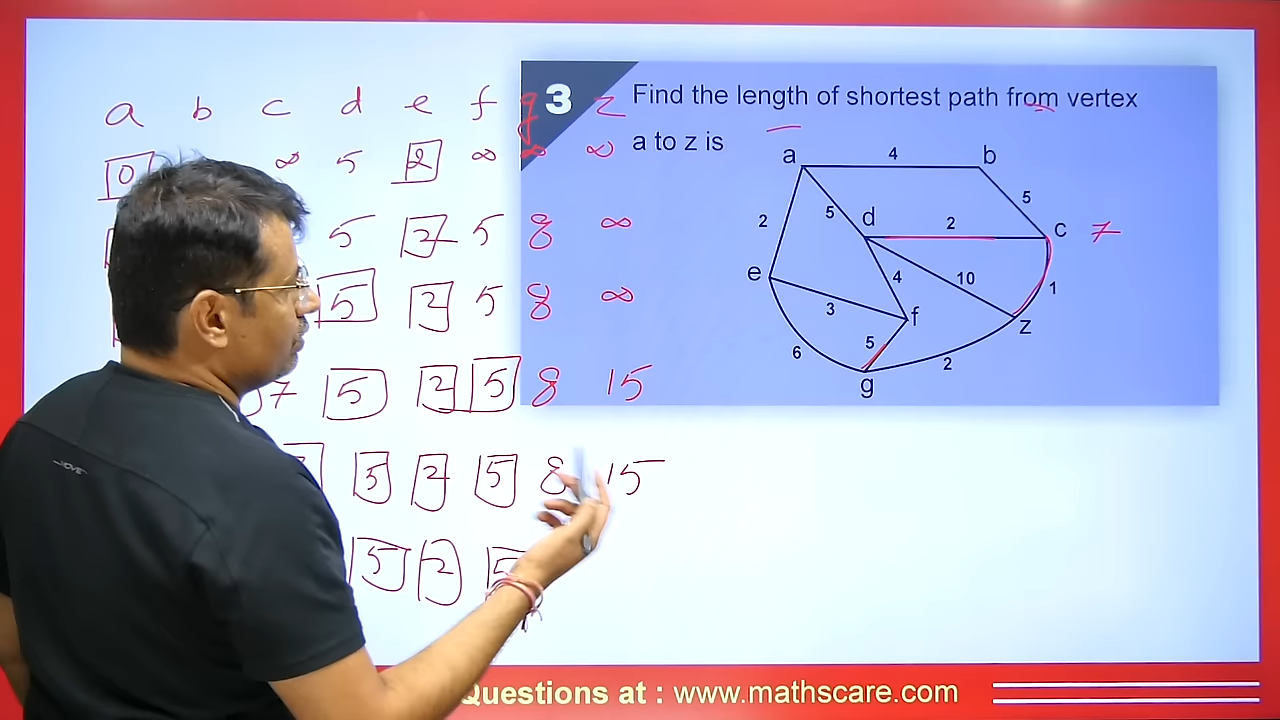 3
Find the length of shortest path from vertex
a to z is
a b c d e f g z
0 ∞ 5 2 ∞ ∞ ∞
5 2 5 8 ∞
5 2 5 8 ∞
7 5 2 5 8 15
5 2 5 8 15
5 2 5
a 4 b
5
2 5 d 2 c 7
e 4 10 1
3 f z
6 5 2
g
MOVE
Questions at : www.mathscare.com